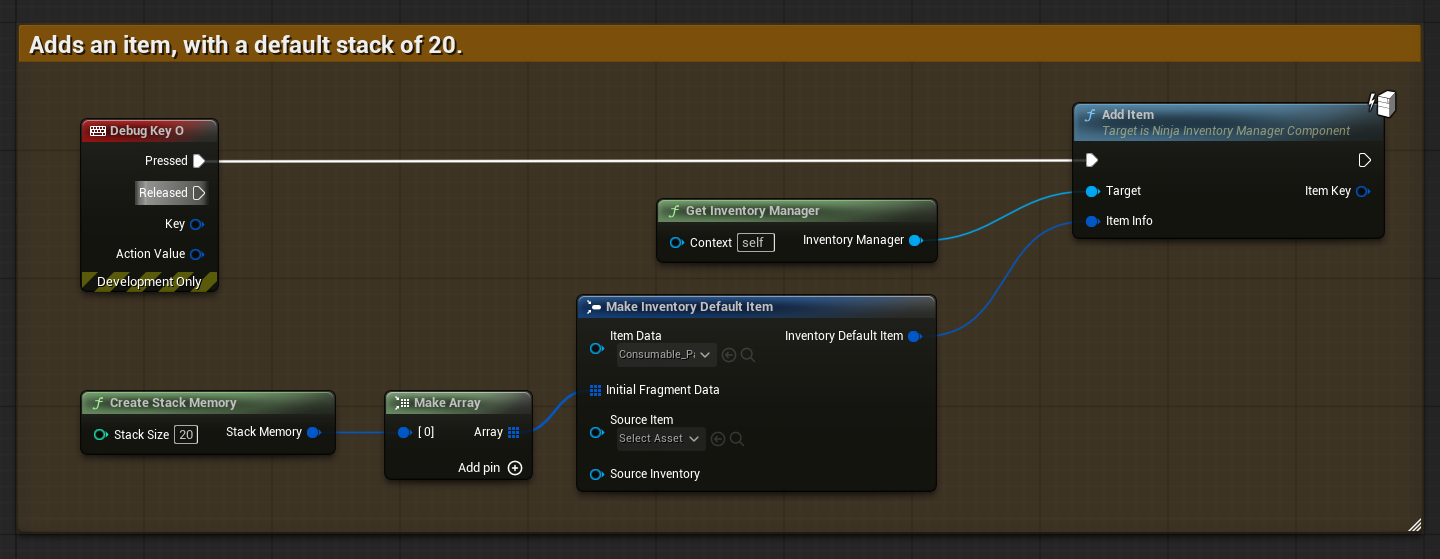 Adds an item, with a default stack of 20.
Debug Key O
Pressed
Released
Key
Action Value
Development Only
Get Inventory Manager
Context self
Inventory Manager
Add Item
Target is Ninja Inventory Manager Component
Target
Item Key
Item Info
Make Inventory Default Item
Item Data
Inventory Default Item
Initial Fragment Data
Source Item
Select Asset
Source Inventory
Create Stack Memory
Stack Size 20
Stack Memory
Make Array
[ 0]
Array
Add pin